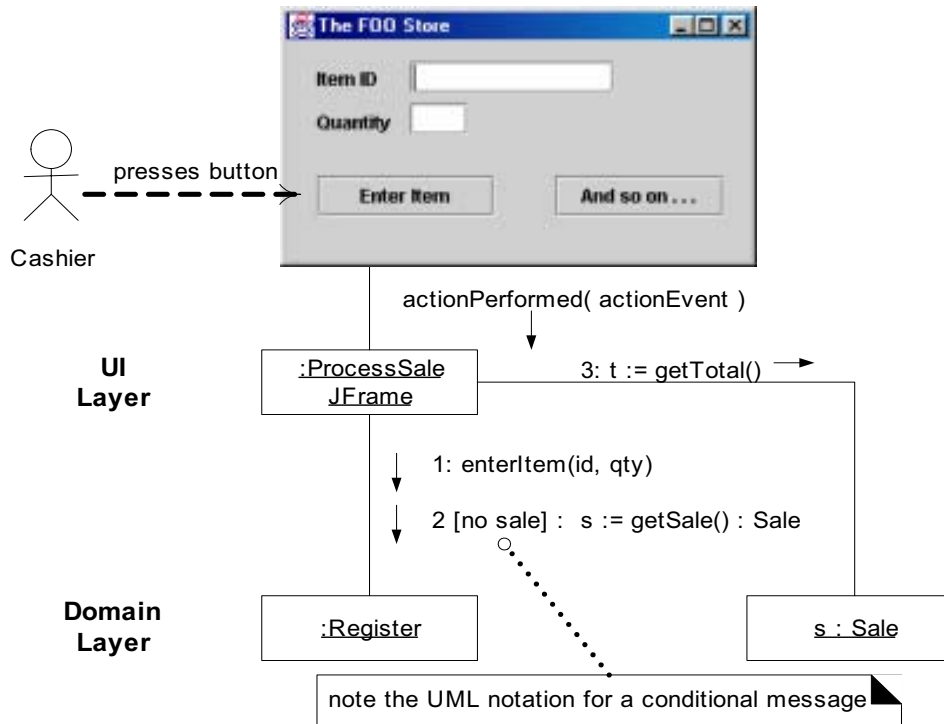 The FOO Store
Item ID
Quantity
presses button
Enter Item
And so on . . .
Cashier
actionPerformed( actionEvent )
UI
Layer
:ProcessSale
JFrame
3: t := getTotal()
1: enterItem(id, qty)
2 [no sale] : s := getSale() : Sale
Domain
Layer
:Register
s : Sale
note the UML notation for a conditional message